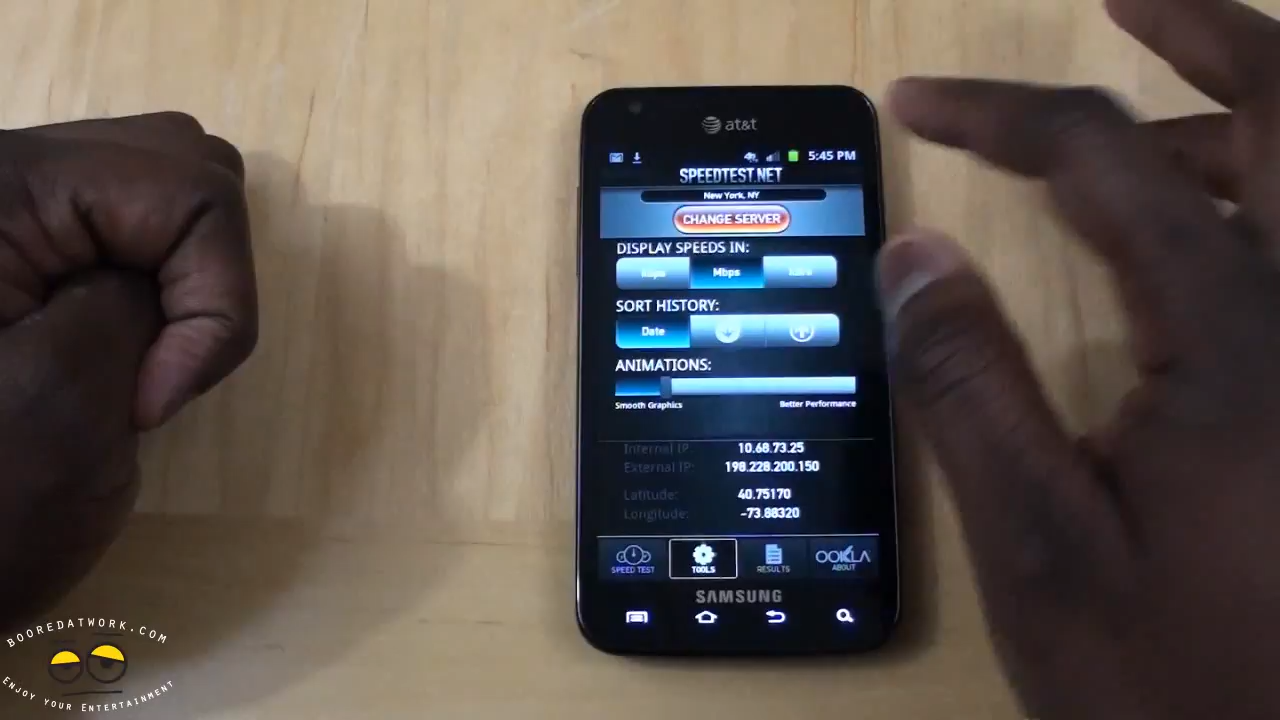 at&t
5:45 PM
SPEEDTEST.NET
New York, NY
CHANGE SERVER
DISPLAY SPEEDS IN:
kbps Mbps
SORT HISTORY:
Date
ANIMATIONS:
Smooth Graphics Better Performance
Internal IP: 10.68.73.25
External IP: 198.228.200.150
Latitude: 40.75170
Longitude: -73.88320
SPEED TEST TOOLS RESULTS OOKLA ABOUT
SAMSUNG
BOOREDATWORK.COM
ENJOY YOUR ENTERTAINMENT